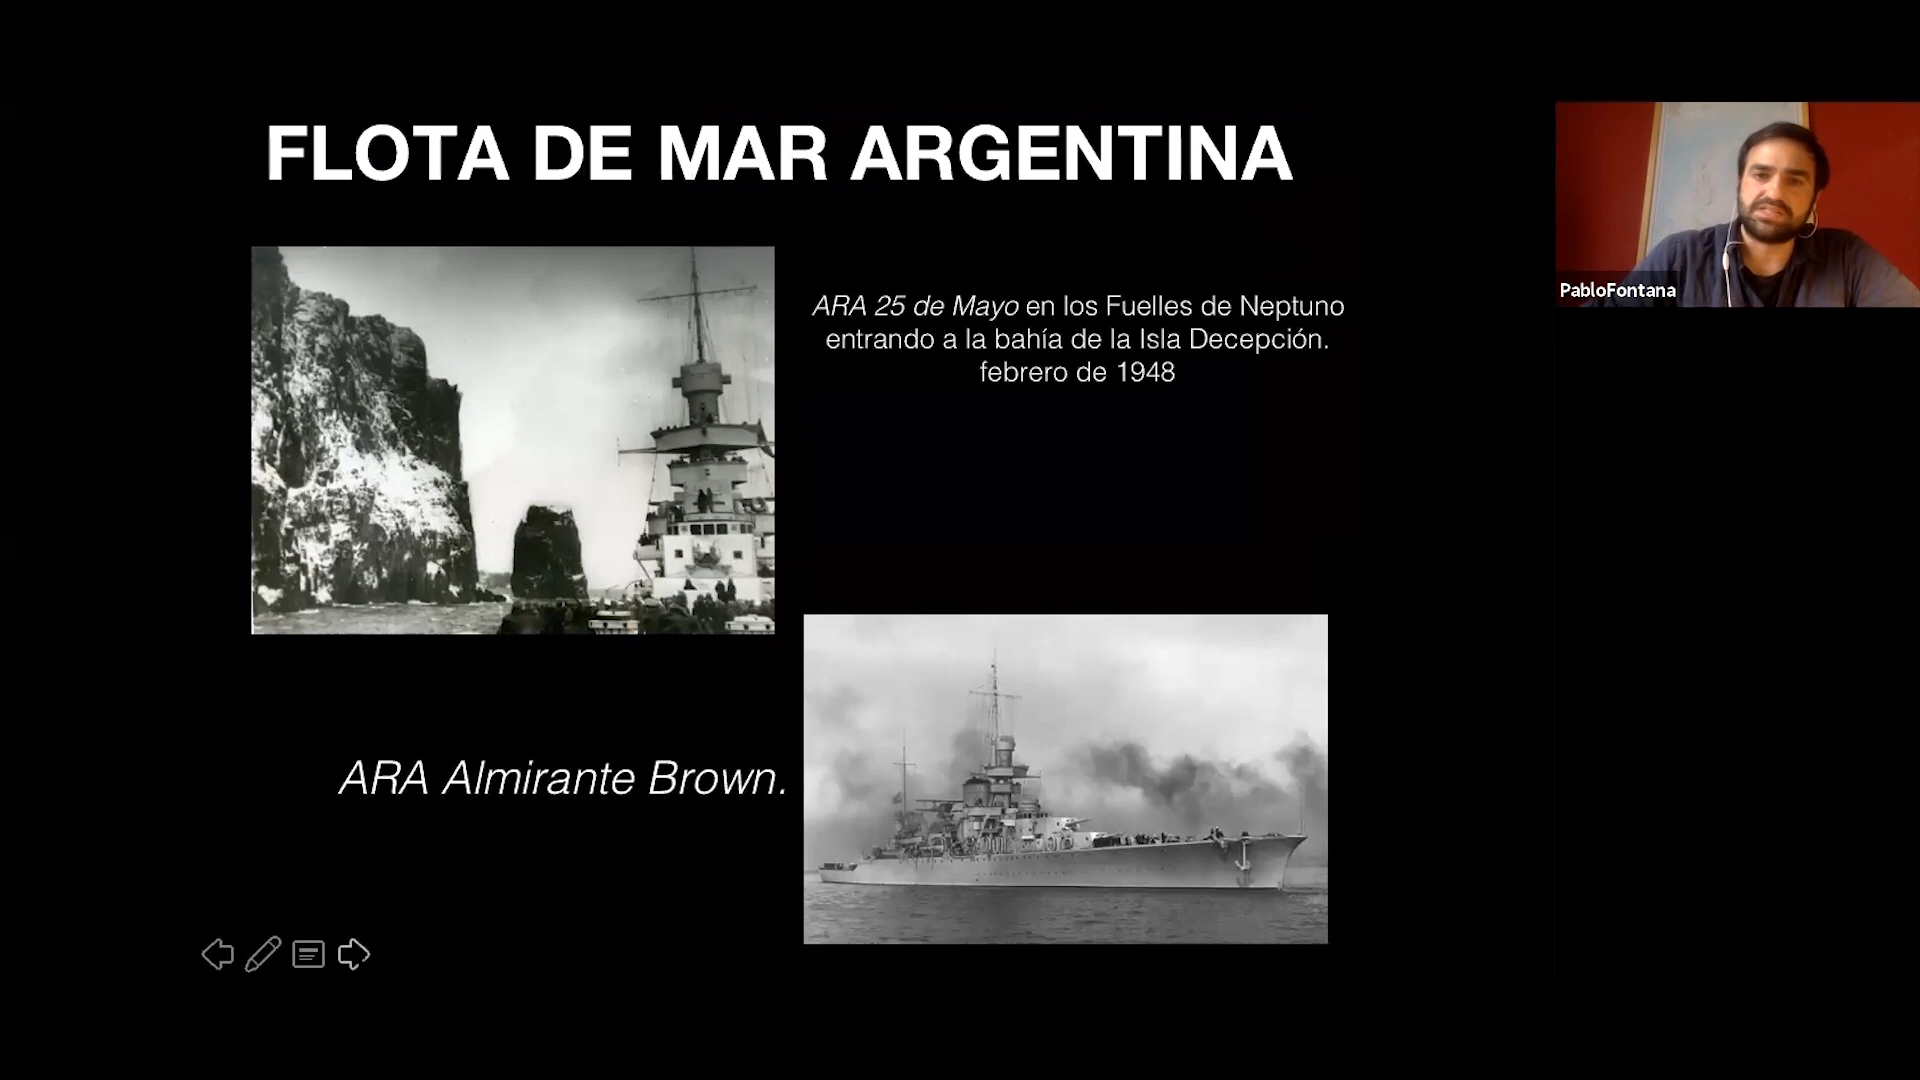 FLOTA DE MAR ARGENTINA
ARA 25 de Mayo en los Fuelles de Neptuno
entrando a la bahía de la Isla Decepción.
febrero de 1948
ARA Almirante Brown.
PabloFontana